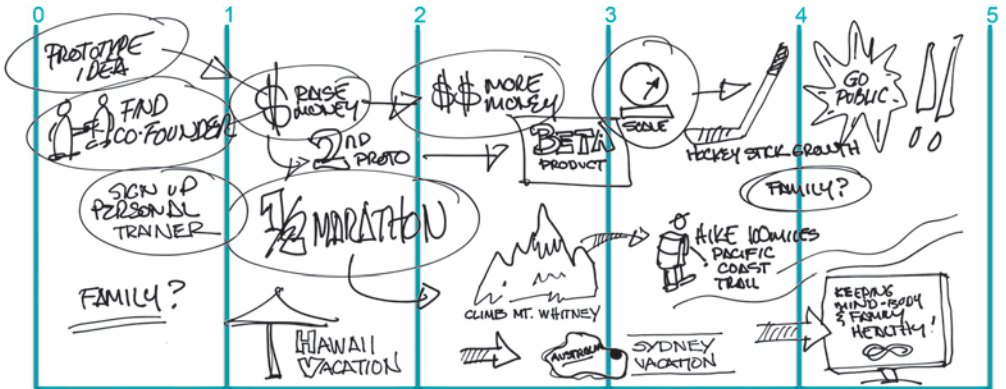 0 1 2 3 4 5
PROTOTYPE
IDEA
FIND
CO-FOUNDER
$ RAISE
MONEY
2ND
PROTO
$$ MORE
MONEY
BETA
PRODUCT
SCALE
HOCKEY STICK GROWTH
GO
PUBLIC
!!
FAMILY?
SIGN UP
PERSONAL
TRAINER
1/2 MARATHON
CLIMB MT. WHITNEY
HIKE 100 MILES
PACIFIC
COAST
TRAIL
FAMILY?
HAWAII
VACATION
AUSTRALIA
SYDNEY
VACATION
KEEPING
MIND-BODY
& FAMILY
HEALTHY!